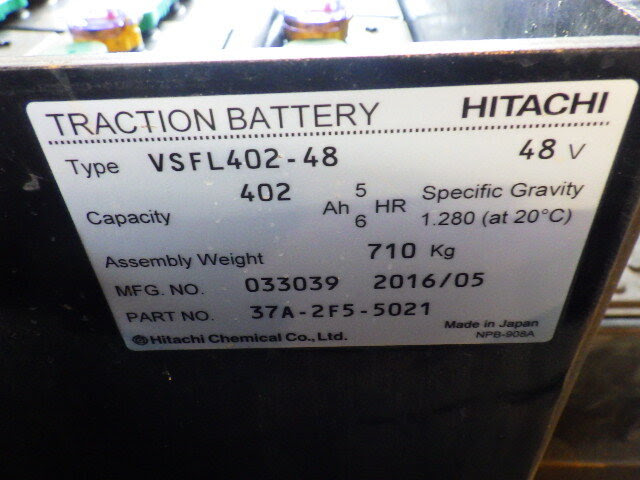 TRACTION BATTERY HITACHI
Type VSFL402-48 48 V
Capacity 402 Ah 5 6 HR Specific Gravity 1.280 (at 20°C)
Assembly Weight 710 Kg
MFG. NO. 033039 2016/05
PART NO. 37A-2F5-5021
Hitachi Chemical Co., Ltd. Made in Japan
NPB-908A